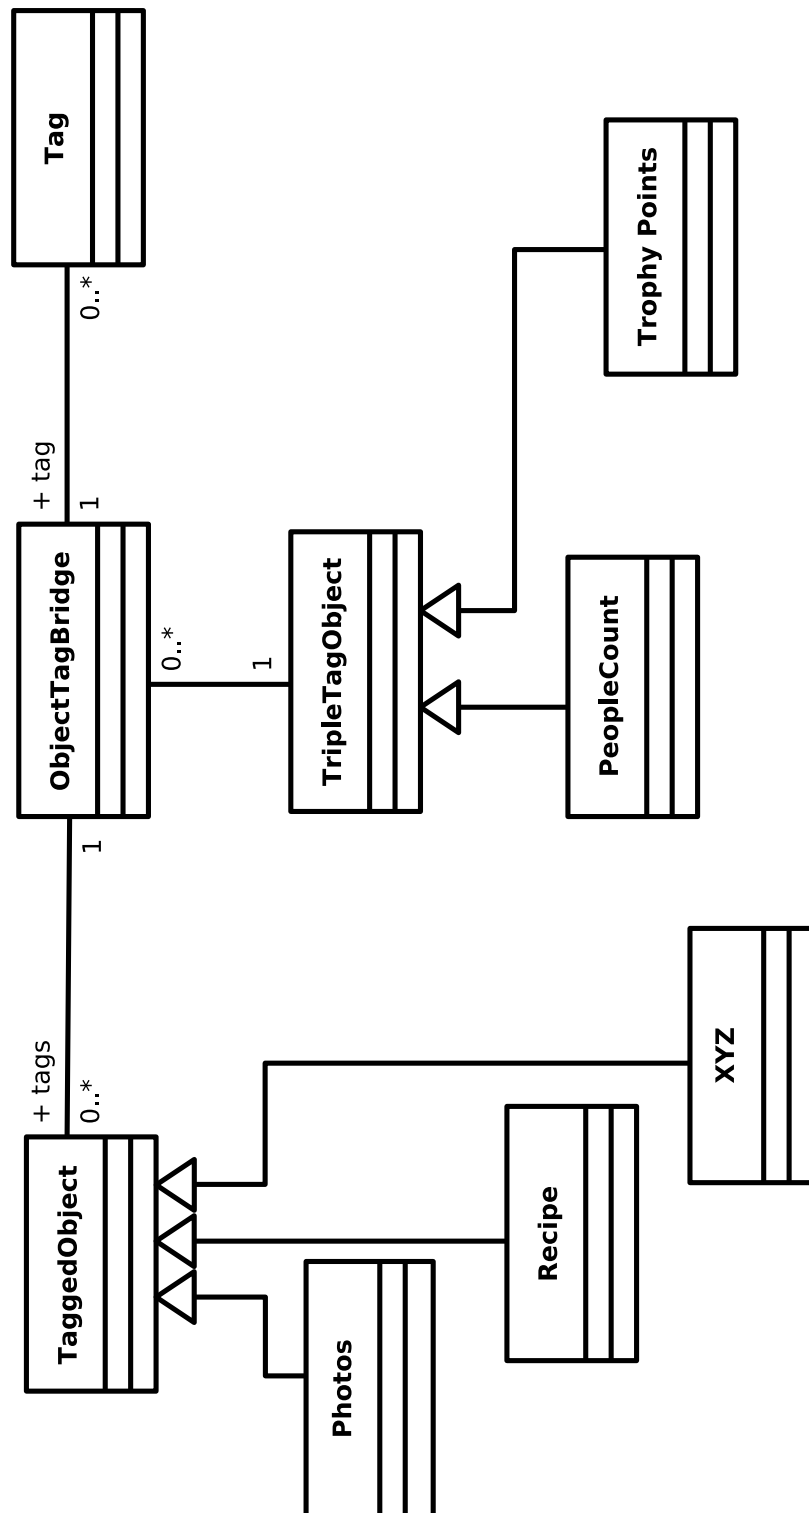 TaggedObject
+ tags
0..*
1
ObjectTagBridge
+ tag
1
0..*
Tag
0..*
1
TripleTagObject
Photos
Recipe
XYZ
PeopleCount
Trophy Points